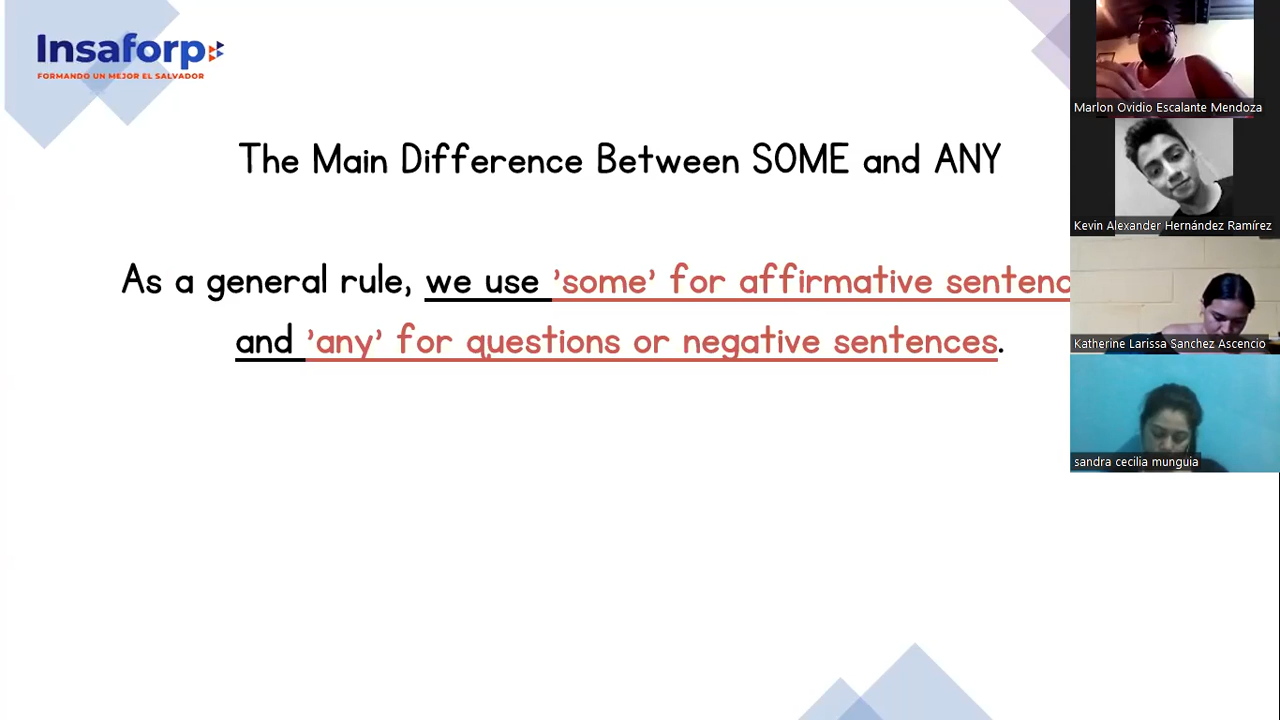 Insaforp
FORMANDO UN MEJOR EL SALVADOR
The Main Difference Between SOME and ANY
As a general rule, we use 'some' for affirmative sentenc
and 'any' for questions or negative sentences.
Marlon Ovidio Escalante Mendoza
Kevin Alexander Hernández Ramírez
Katherine Larissa Sanchez Ascencio
sandra cecilia munguia